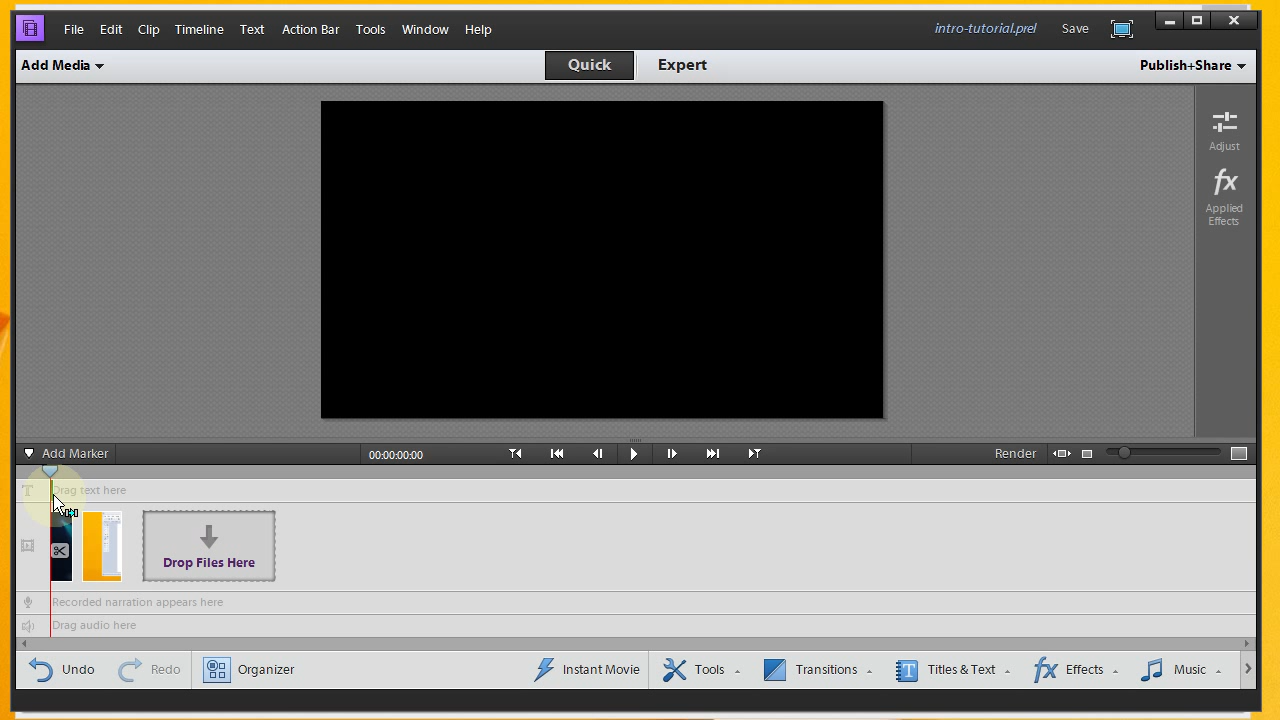 File Edit Clip Timeline Text Action Bar Tools Window Help intro-tutorial.prel Save
Add Media Quick Expert Publish+Share
Adjust
fx
Applied
Effects
Add Marker 00:00:00:00 Render
T Drag text here
Drop Files Here
Recorded narration appears here
Drag audio here
Undo Redo Organizer Instant Movie Tools Transitions T Titles & Text fx Effects Music